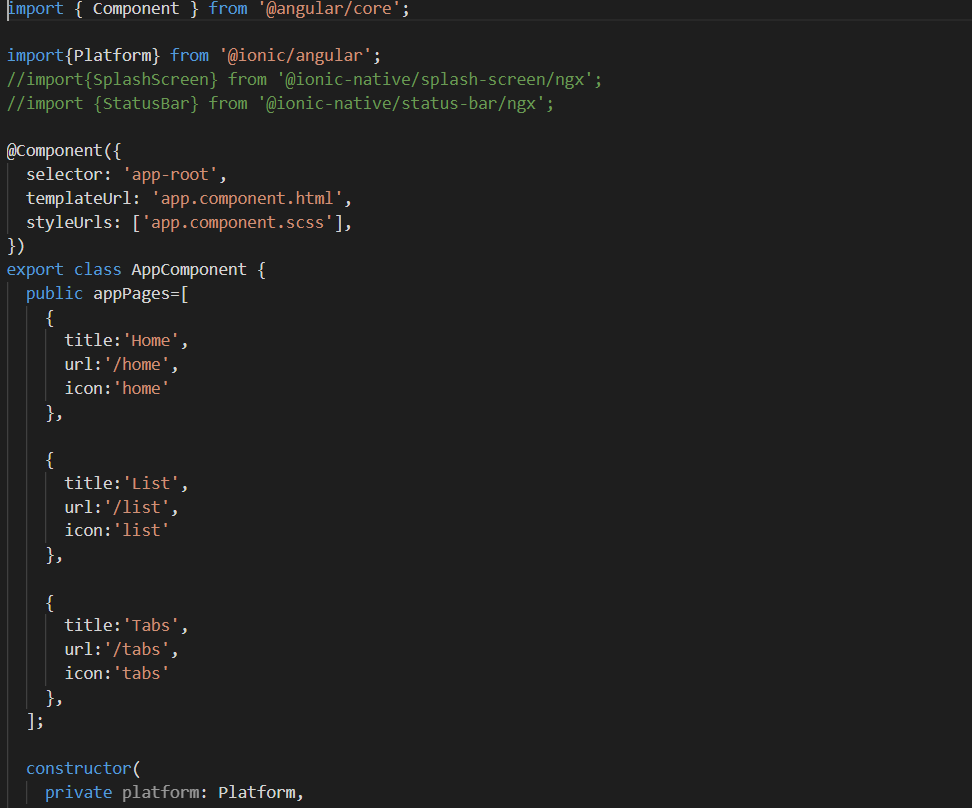 import { Component } from '@angular/core';
import{Platform} from '@ionic/angular';
//import{SplashScreen} from '@ionic-native/splash-screen/ngx';
//import {StatusBar} from '@ionic-native/status-bar/ngx';
@Component({
  selector: 'app-root',
  templateUrl: 'app.component.html',
  styleUrls: ['app.component.scss'],
})
export class AppComponent {
  public appPages=[
    {
      title:'Home',
      url:'/home',
      icon:'home'
    },
    {
      title:'List',
      url:'/list',
      icon:'list'
    },
    {
      title:'Tabs',
      url:'/tabs',
      icon:'tabs'
    },
  ];
  constructor(
    private platform: Platform,